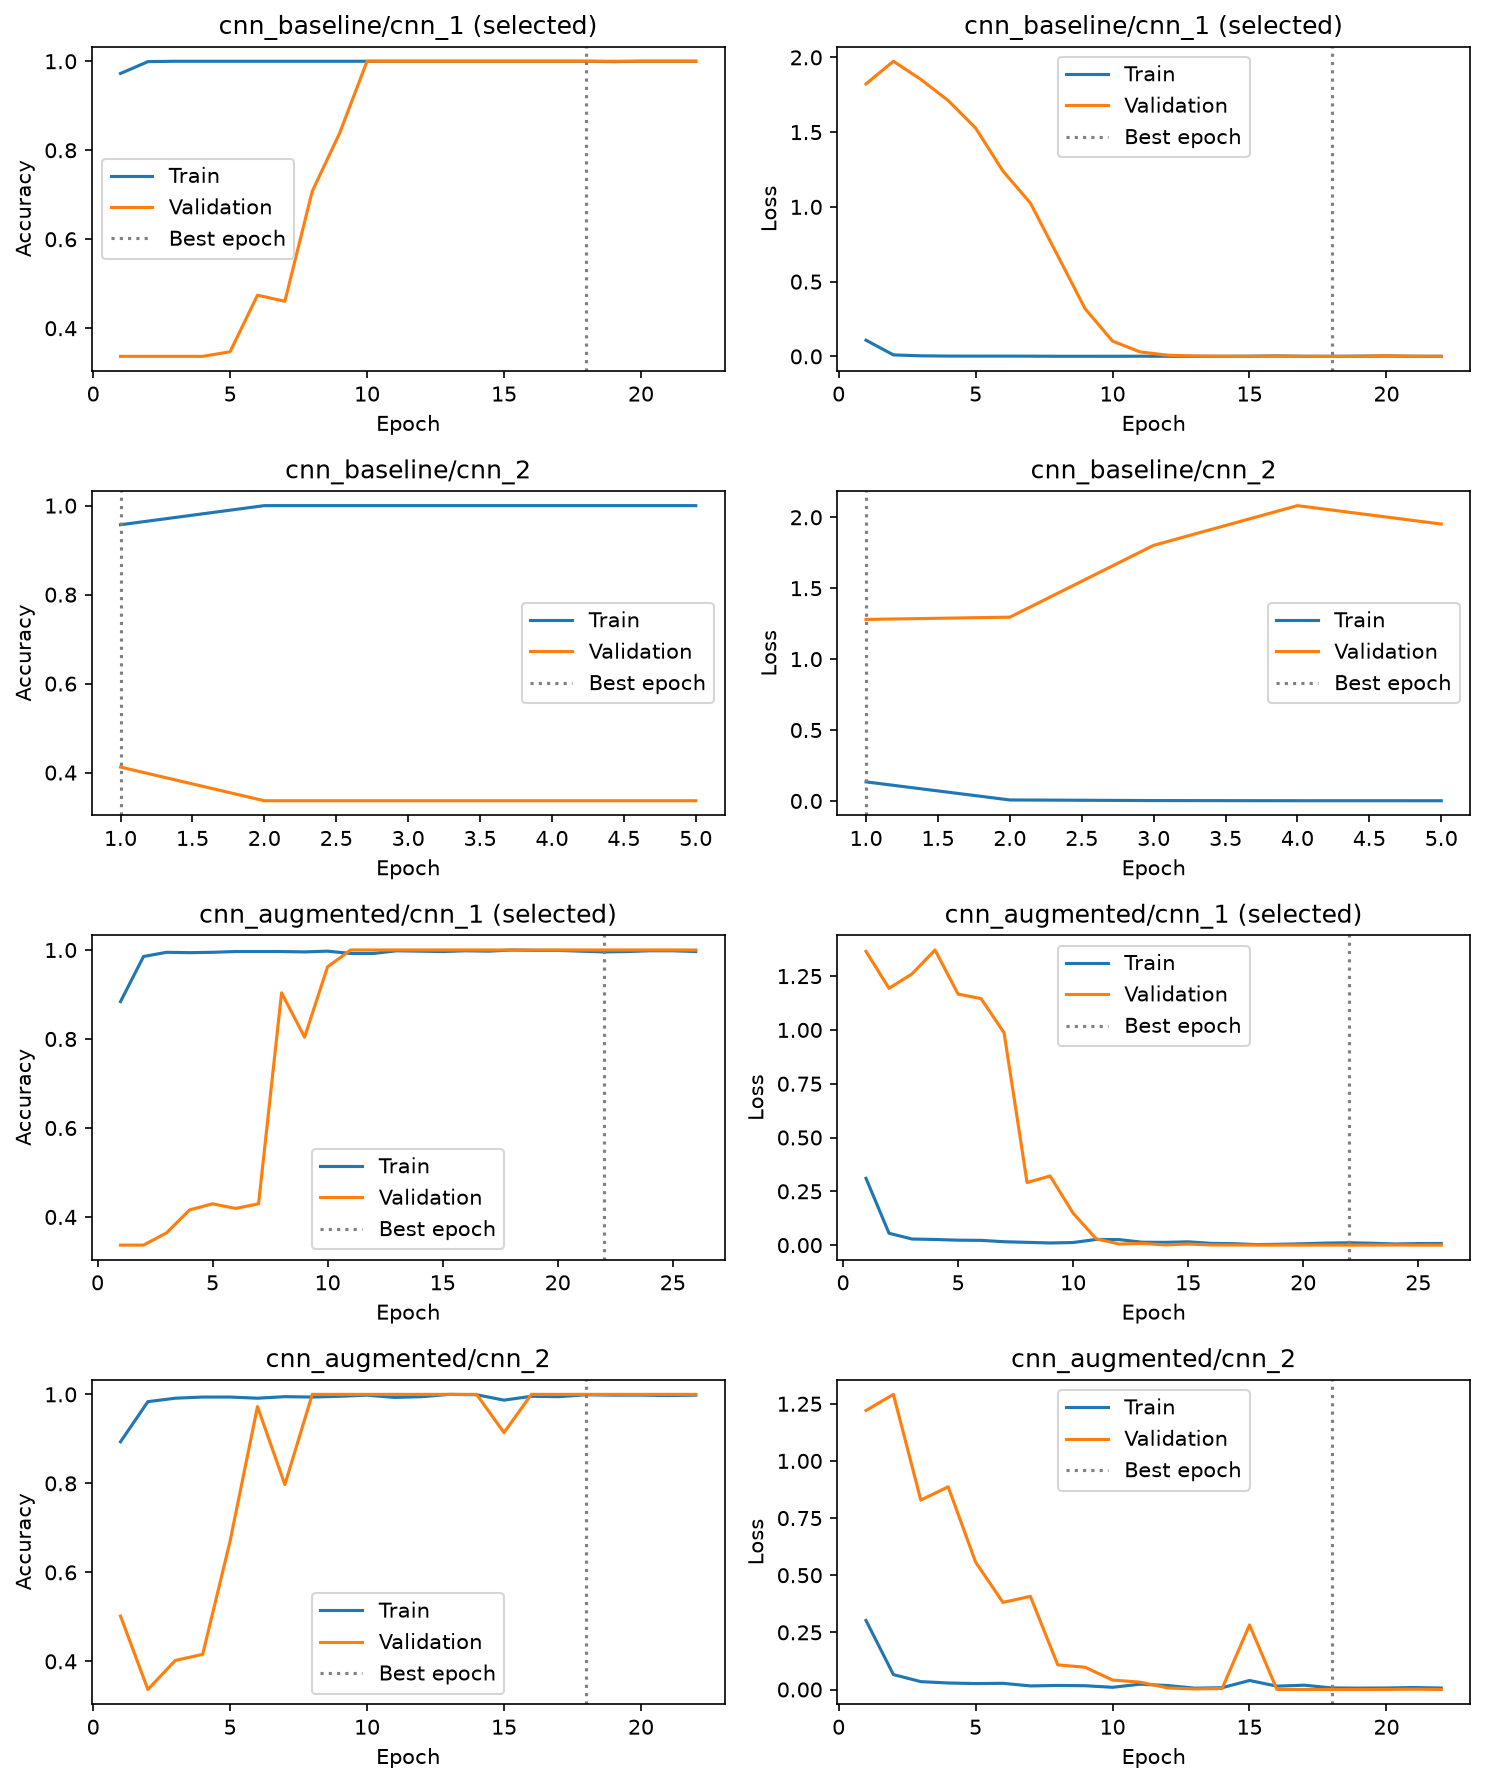 cnn_baseline/cnn_1 (selected)
Accuracy
1.0
0.8
0.6
0.4
Train
Validation
Best epoch
0 5 10 15 20
Epoch
cnn_baseline/cnn_1 (selected)
Loss
2.0
1.5
1.0
0.5
0.0
Train
Validation
Best epoch
0 5 10 15 20
Epoch
cnn_baseline/cnn_2
Accuracy
1.0
0.8
0.6
0.4
Train
Validation
Best epoch
1.0 1.5 2.0 2.5 3.0 3.5 4.0 4.5 5.0
Epoch
cnn_baseline/cnn_2
Loss
2.0
1.5
1.0
0.5
0.0
Train
Validation
Best epoch
1.0 1.5 2.0 2.5 3.0 3.5 4.0 4.5 5.0
Epoch
cnn_augmented/cnn_1 (selected)
Accuracy
1.0
0.8
0.6
0.4
Train
Validation
Best epoch
0 5 10 15 20 25
Epoch
cnn_augmented/cnn_1 (selected)
Loss
1.25
1.00
0.75
0.50
0.25
0.00
Train
Validation
Best epoch
0 5 10 15 20 25
Epoch
cnn_augmented/cnn_2
Accuracy
1.0
0.8
0.6
0.4
Train
Validation
Best epoch
0 5 10 15 20
Epoch
cnn_augmented/cnn_2
Loss
1.25
1.00
0.75
0.50
0.25
0.00
Train
Validation
Best epoch
0 5 10 15 20
Epoch